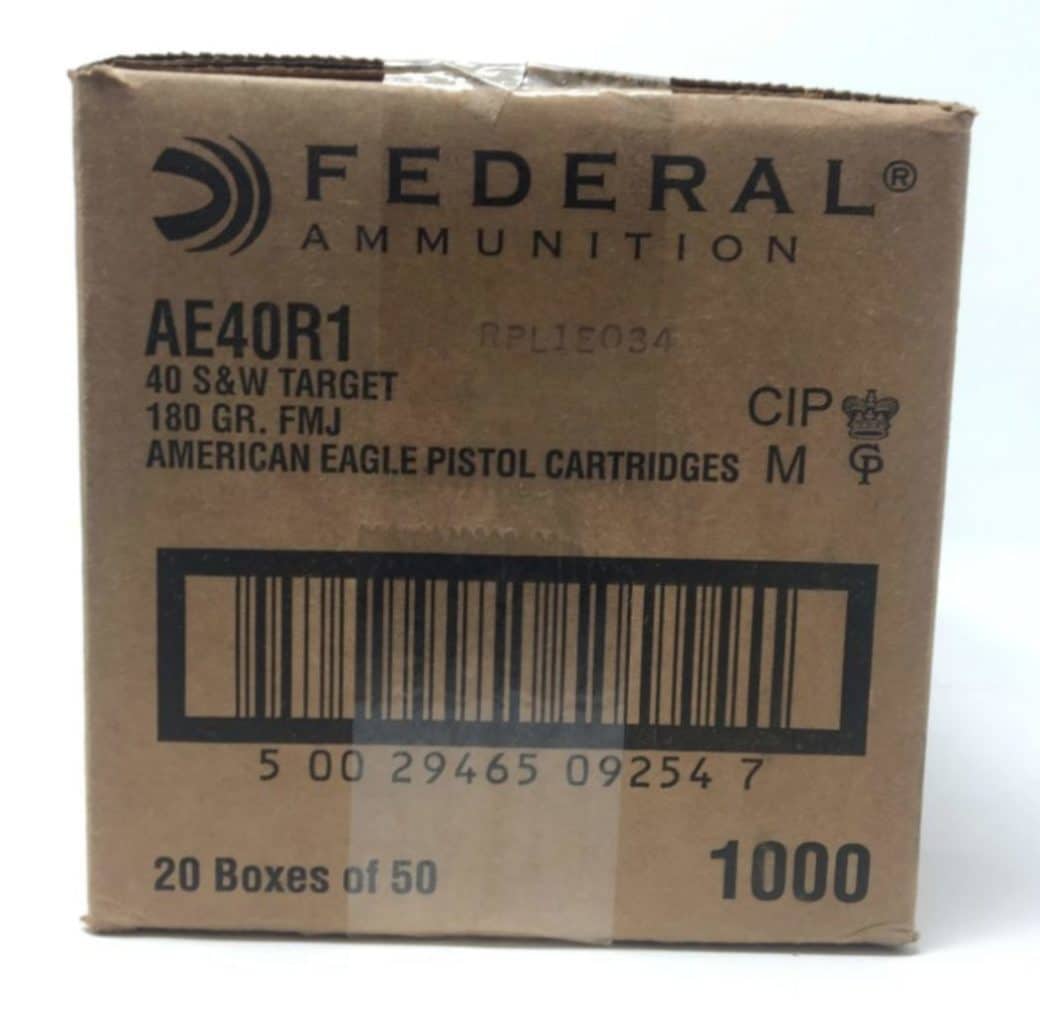 FEDERAL®
AMMUNITION
AE40R1
RPL1E034
40 S&W TARGET
180 GR. FMJ
AMERICAN EAGLE PISTOL CARTRIDGES
CIP
M
5 00 29465 09254 7
20 Boxes of 50
1000